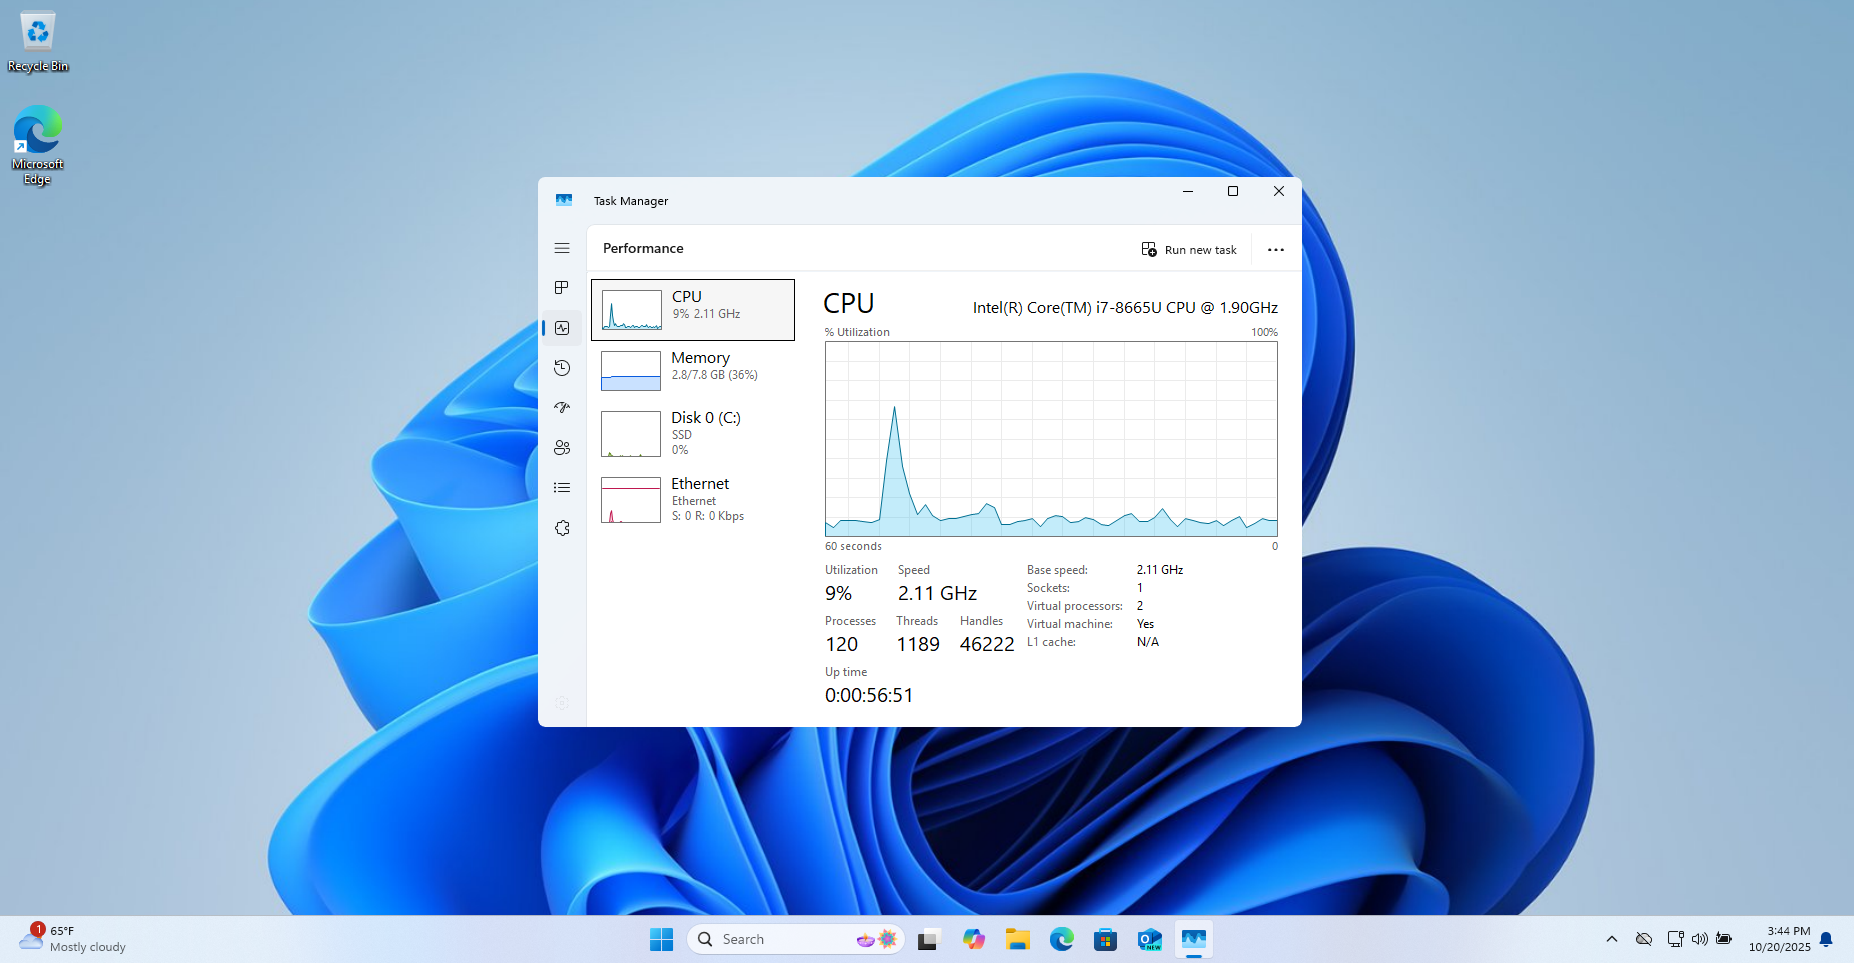 Recycle Bin
Microsoft
Edge
Task Manager
Performance
Run new task
CPU
9% 2.11 GHz
Memory
2.8/7.8 GB (36%)
Disk 0 (C:)
SSD
0%
Ethernet
Ethernet
S: 0 R: 0 Kbps
CPU
Intel(R) Core(TM) i7-8665U CPU @ 1.90GHz
% Utilization
100%
60 seconds
0
Utilization
Speed
9%
2.11 GHz
Processes
Threads
Handles
120
1189
46222
Up time
0:00:56:51
Base speed:
2.11 GHz
Sockets:
1
Virtual processors:
2
Virtual machine:
Yes
L1 cache:
N/A
1
65°F
Mostly cloudy
Search
NEW
3:44 PM
10/20/2025